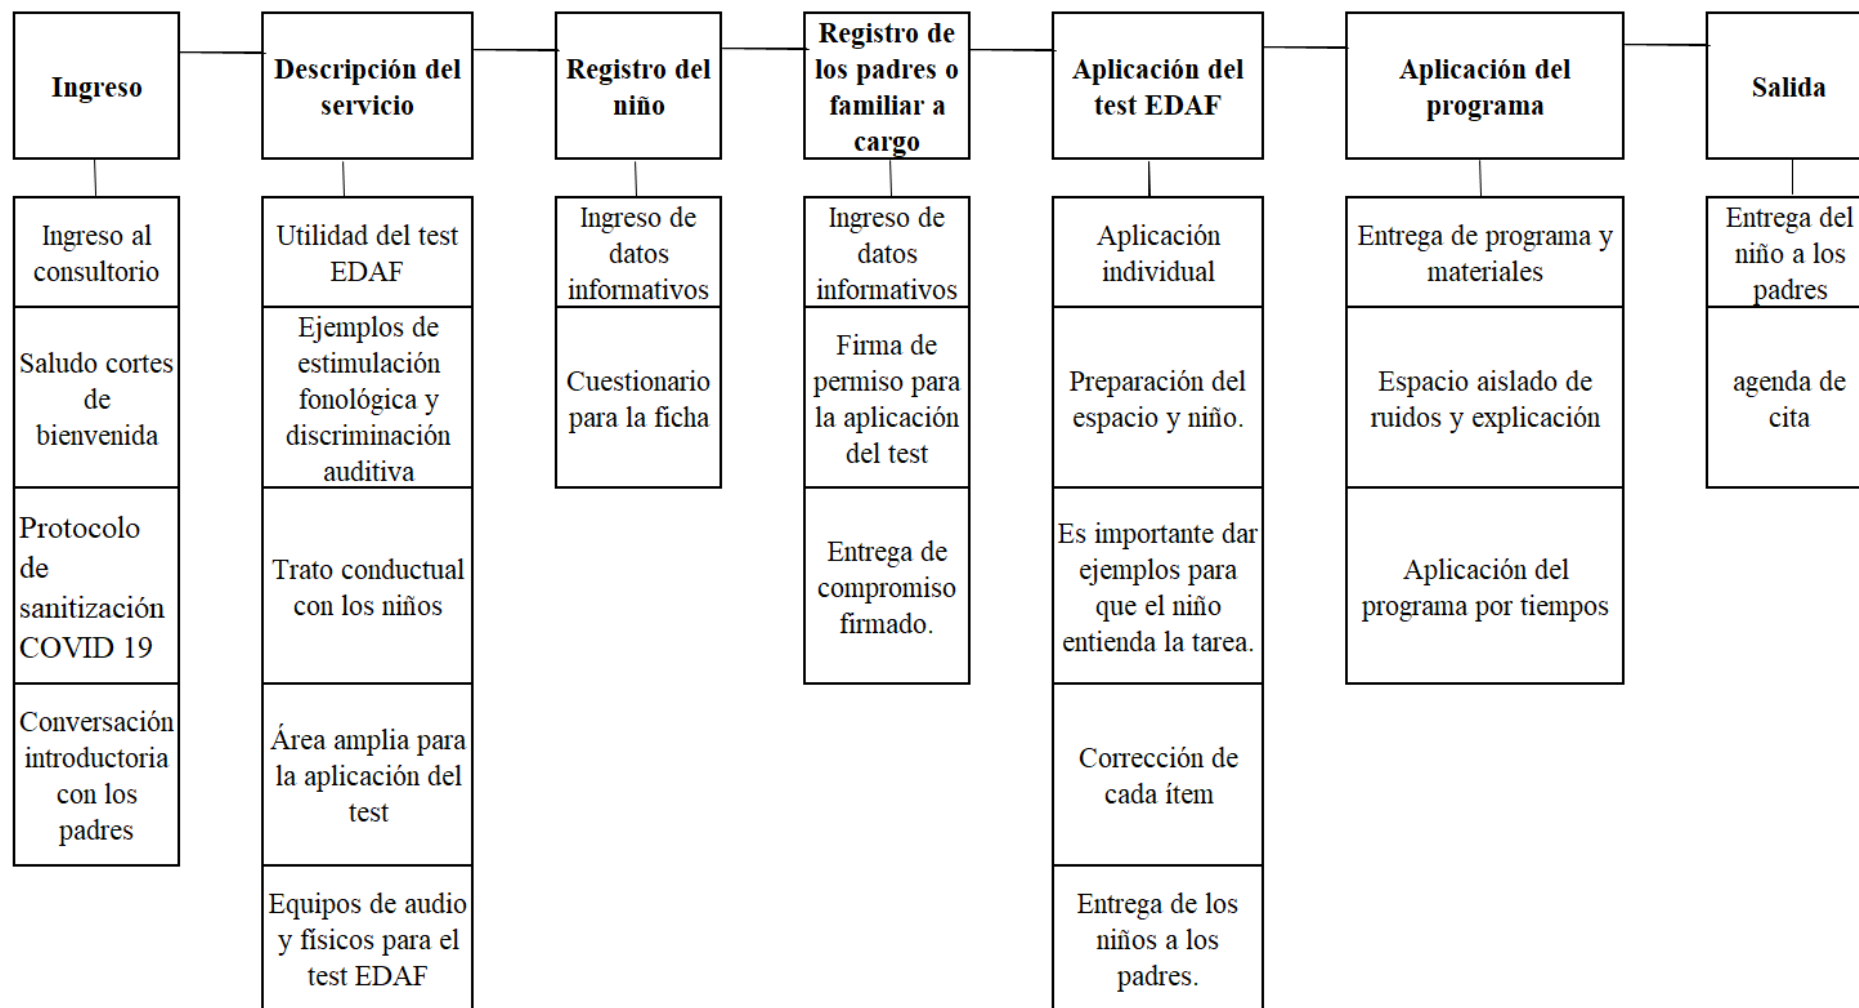 Ingreso
Descripción del
servicio
Registro del
niño
Registro de
los padres o
familiar a
cargo
Aplicación del
test EDAF
Aplicación del
programa
Salida
Ingreso al
consultorio
Saludo cortes
de
bienvenida
Protocolo
de
sanitización
COVID 19
Conversación
introductoria
con los
padres
Utilidad del test
EDAF
Ejemplos de
estimulación
fonológica y
discriminación
auditiva
Trato conductual
con los niños
Área amplia para
la aplicación del
test
Equipos de audio
y físicos para el
test EDAF
Ingreso de
datos
informativos
Cuestionario
para la ficha
Ingreso de
datos
informativos
Firma de
permiso para
la aplicación
del test
Entrega de
compromiso
firmado.
Aplicación
individual
Preparación del
espacio y niño.
Es importante dar
ejemplos para
que el niño
entienda la tarea.
Corrección de
cada ítem
Entrega de los
niños a los
padres.
Entrega de programa y
materiales
Espacio aislado de
ruidos y explicación
Aplicación del
programa por tiempos
Entrega del
niño a los
padres
agenda de
cita